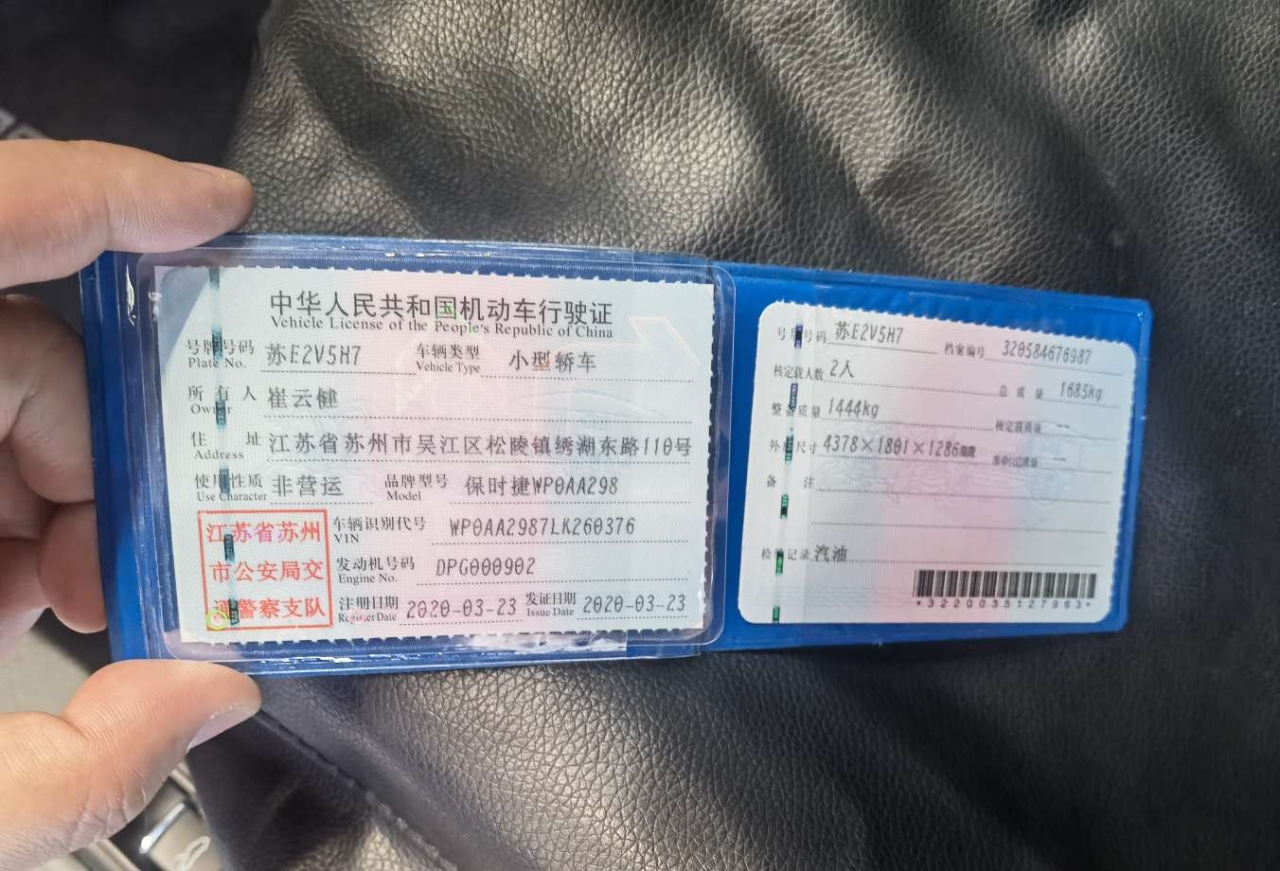 中华人民共和国机动车行驶证
Vehicle License of the People's Republic of China
号牌号码 苏E2V5H7 车辆类型 小型轿车
Plate No. Vehicle Type
所有人 崔云健
Owner
住址 江苏省苏州市吴江区松陵镇绣湖东路110号
Address
使用性质 非营运 品牌型号 保时捷WP0AA298
Use Character Model
江苏省苏州
市公安局交
通警察支队
车辆识别代号 WP0AA2987LK260376
VIN
发动机号码 DPG000902
Engine No.
注册日期 2020-03-23 发证日期 2020-03-23
Register Date Issue Date
号牌号码 苏E2V5H7 档案编号 320584676987
核定载人数 2人 总质量 1685kg
整备质量 1444kg 核定载质量 --
外廓尺寸 4378×1801×1286 --
备注
检验记录 汽油
*3220035127993*